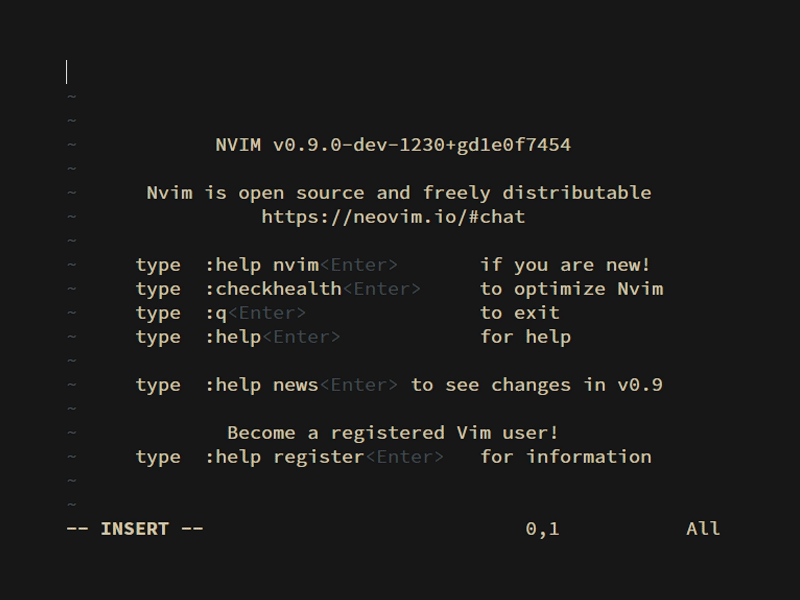 ~
~
~ NVIM v0.9.0-dev-1230+gd1e0f7454
~
~ Nvim is open source and freely distributable
~ https://neovim.io/#chat
~
~ type :help nvim<Enter> if you are new!
~ type :checkhealth<Enter> to optimize Nvim
~ type :q<Enter> to exit
~ type :help<Enter> for help
~
~ type :help news<Enter> to see changes in v0.9
~
~ Become a registered Vim user!
~ type :help register<Enter> for information
~
~
-- INSERT -- 0,1 All